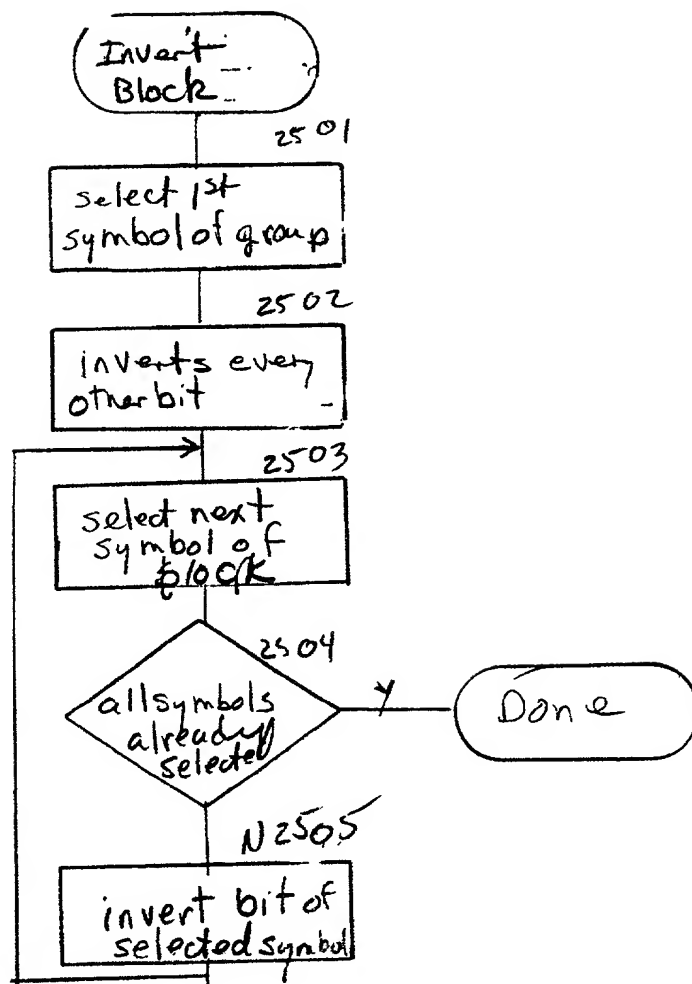 Invert
Block
2501
select 1st
symbol of group
2502
inverts every
other bit
2503
select next
symbol of
block
2504
all symbols
already
selected
Y
Done
N 2505
invert bit of
selected symbol